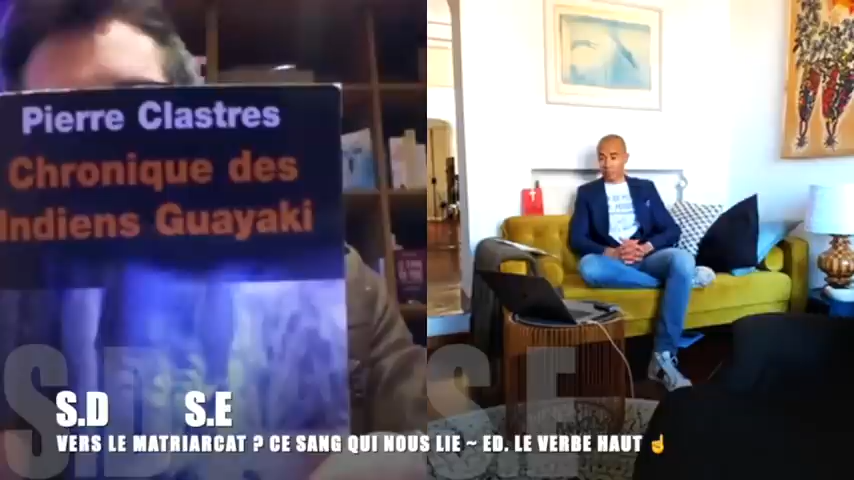 Pierre Clastres
Chronique des
Indiens Guayaki
S.D S.E
S.D S.E
VERS LE MATRIARCAT ? CE SANG QUI NOUS LIE ~ ED. LE VERBE HAUT ☝